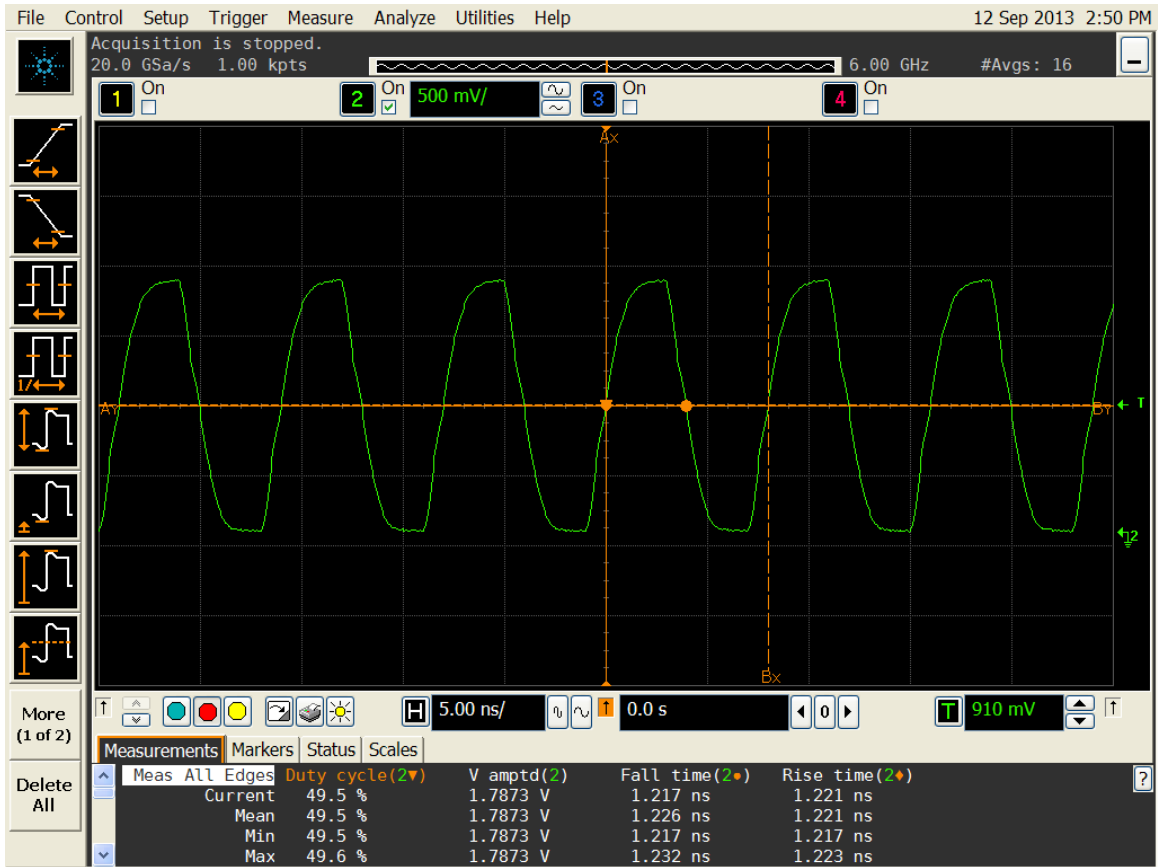 File Control Setup Trigger Measure Analyze Utilities Help 12 Sep 2013 2:50 PM
Acquisition is stopped.
20.0 GSa/s 1.00 kpts 6.00 GHz #Avgs: 16
1 On 2 On 500 mV/ 3 On 4 On
Ax
1/
AY BY T
2
Bx
More
(1 of 2)
Delete
All
H 5.00 ns/ 0.0 s 0 T 910 mV
Measurements Markers Status Scales
Meas All Edges Duty cycle(2▼) V amptd(2) Fall time(2●) Rise time(2♦) ?
Current 49.5 % 1.7873 V 1.217 ns 1.221 ns
Mean 49.5 % 1.7873 V 1.226 ns 1.221 ns
Min 49.5 % 1.7873 V 1.217 ns 1.217 ns
Max 49.6 % 1.7873 V 1.232 ns 1.223 ns